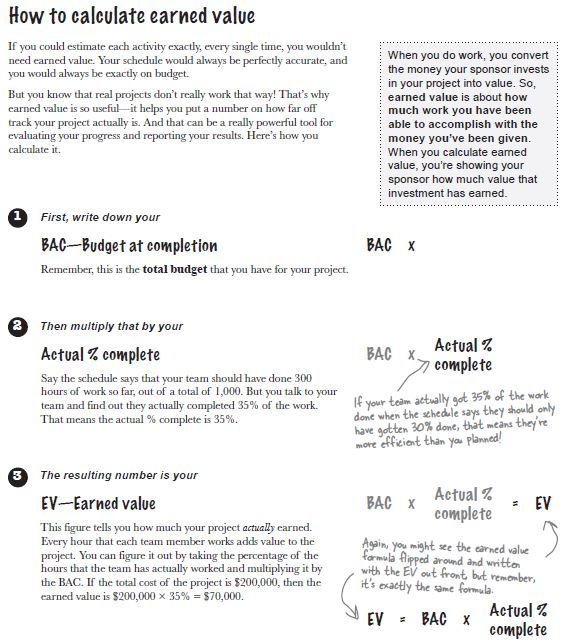 How to calculate earned value
If you could estimate each activity exactly, every single time, you wouldn't
need earned value. Your schedule would always be perfectly accurate, and
you would always be exactly on budget.
But you know that real projects don't really work that way! That's why
earned value is so useful—it helps you put a number on how far off
track your project actually is. And that can be a really powerful tool for
evaluating your progress and reporting your results. Here's how you
calculate it.
When you do work, you convert
the money your sponsor invests
in your project into value. So,
earned value is about how
much work you have been
able to accomplish with the
money you've been given.
When you calculate earned
value, you're showing your
sponsor how much value that
investment has earned.
1 First, write down your
BAC—Budget at completion
Remember, this is the total budget that you have for your project.
BAC x
2 Then multiply that by your
Actual % complete
Say the schedule says that your team should have done 300
hours of work so far, out of a total of 1,000. But you talk to your
team and find out they actually completed 35% of the work.
That means the actual % complete is 35%.
BAC x Actual %
complete
If your team actually got 35% of the work
done when the schedule says they should only
have gotten 30% done, that means they're
more efficient than you planned!
3 The resulting number is your
EV—Earned value
This figure tells you how much your project actually earned.
Every hour that each team member works adds value to the
project. You can figure it out by taking the percentage of the
hours that the team has actually worked and multiplying it by
the BAC. If the total cost of the project is $200,000, then the
earned value is $200,000 × 35% = $70,000.
BAC x Actual % = EV
complete
Again, you might see the earned value
formula flipped around and written
with the EV out front, but remember,
it's exactly the same formula.
EV = BAC x Actual %
complete